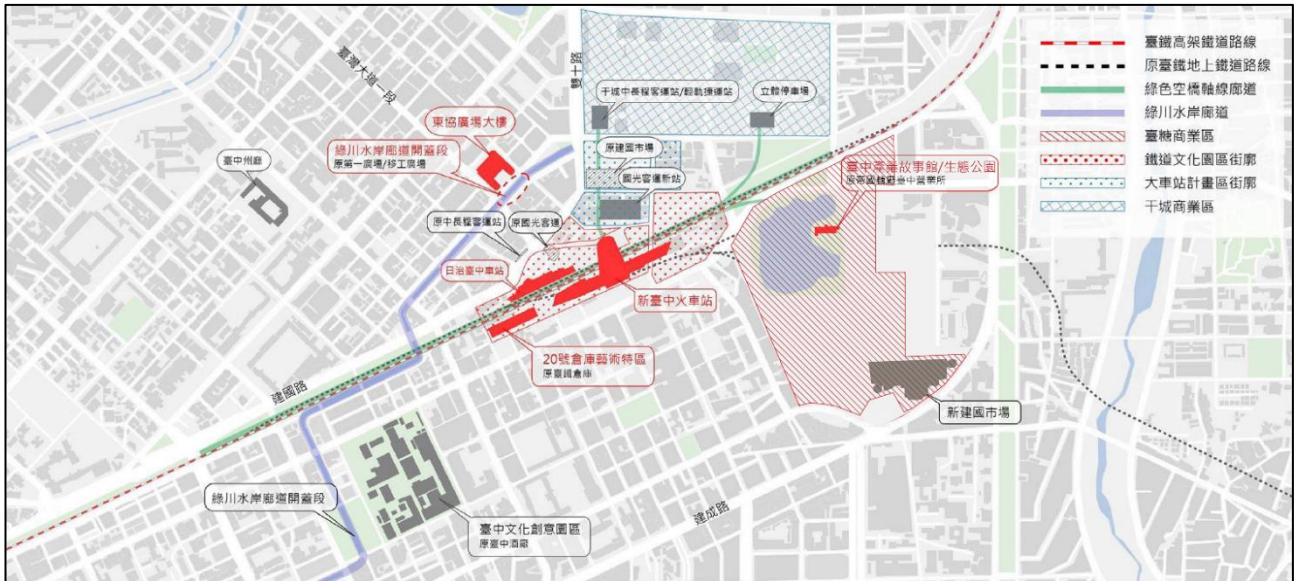 臺鐵高架鐵道路線
原臺鐵地上鐵道路線
綠色空橋軸線廊道
綠川水岸廊道
臺糖商業區
鐵道文化園區街廓
大車站計畫區街廓
干城商業區
臺灣大道一段
雙十路
干城中長程客運站/輕軌捷運站
立體停車場
東協廣場大樓
綠川水岸廊道開蓋段
原第一廣場/移工廣場
臺中州廳
原建國市場
國光客運新站
臺中產業故事館/生態公園
原帝國糖廠臺中營業所
原中長程客運站
原國光客運
日治臺中車站
新臺中火車站
20號倉庫藝術特區
原臺鐵倉庫
建國路
新建國市場
綠川水岸廊道開蓋段
臺中文化創意園區
原臺中酒廠
建成路